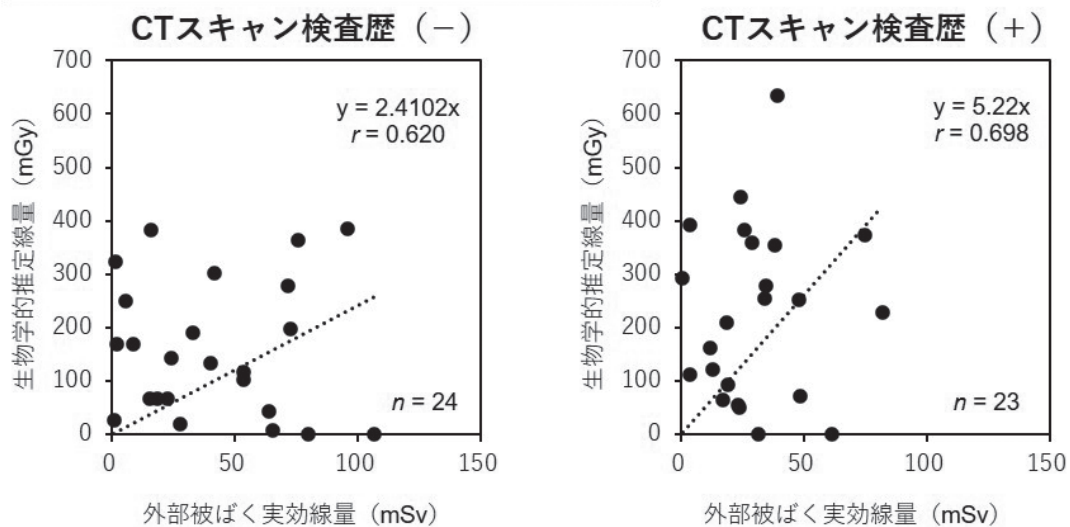 CTスキャン検査歴（－）
生物学的推定線量（mGy）
700
600
500
400
300
200
100
0
y = 2.4102x
r = 0.620
n = 24
0 50 100 150
外部被ばく実効線量（mSv）
CTスキャン検査歴（＋）
生物学的推定線量（mGy）
700
600
500
400
300
200
100
0
y = 5.22x
r = 0.698
n = 23
0 50 100 150
外部被ばく実効線量（mSv）